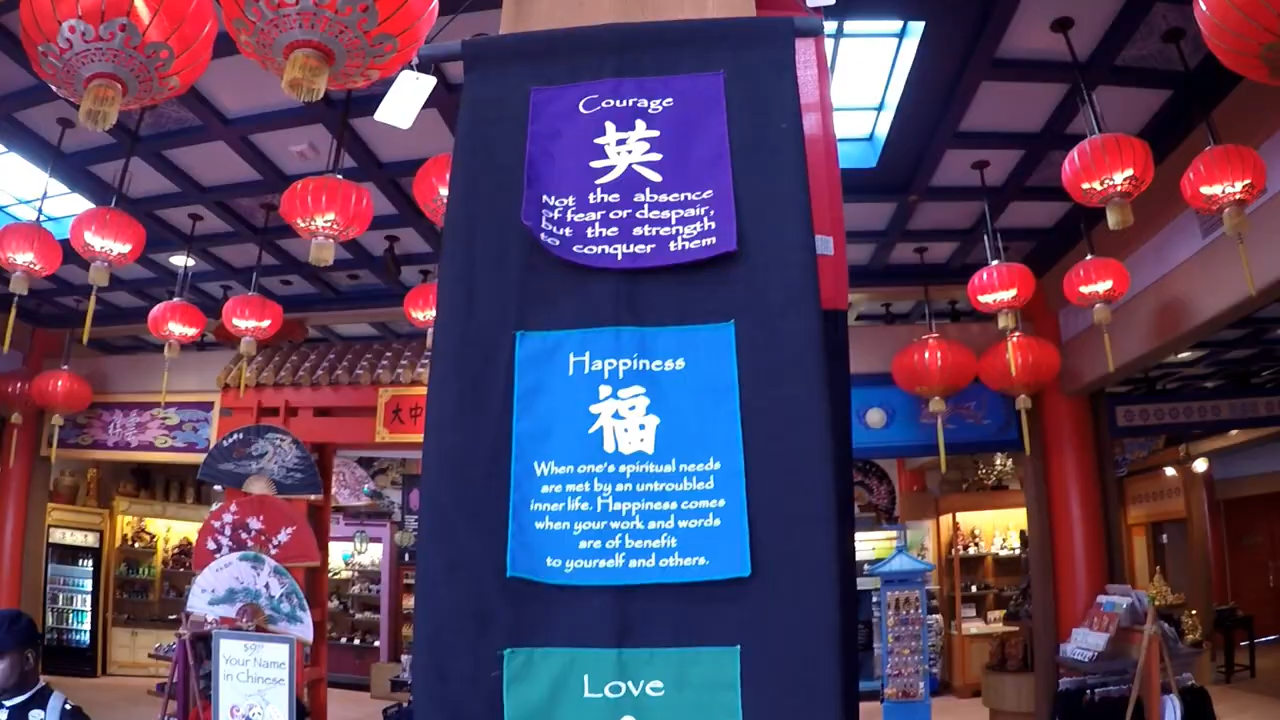 Courage
英
Not the absence
of fear or despair,
but the strength
to conquer them
Happiness
福
When one's spiritual needs
are met by an untroubled
inner life. Happiness comes
when your work and words
are of benefit
to yourself and others.
Love
大中
Your Name
in Chinese